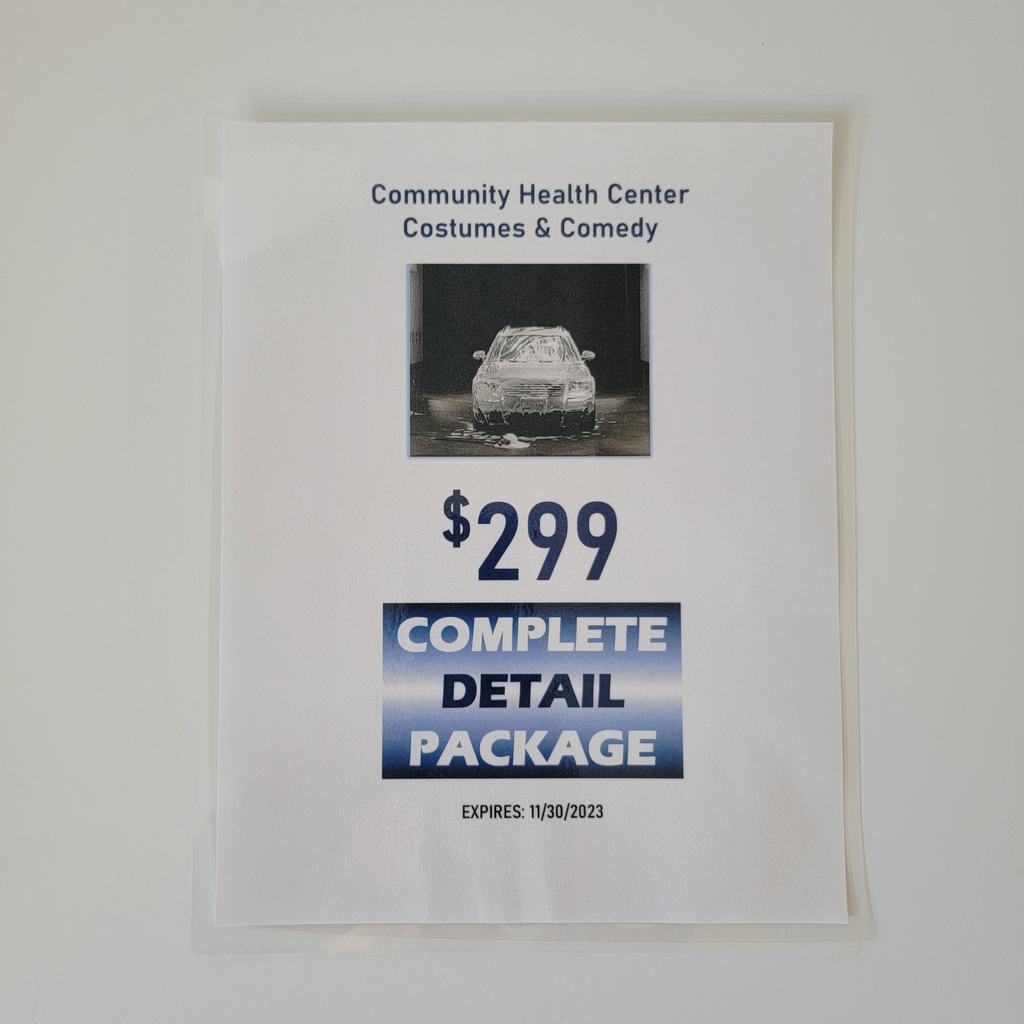 Community Health Center
Costumes & Comedy
$299
COMPLETE
DETAIL
PACKAGE
EXPIRES: 11/30/2023